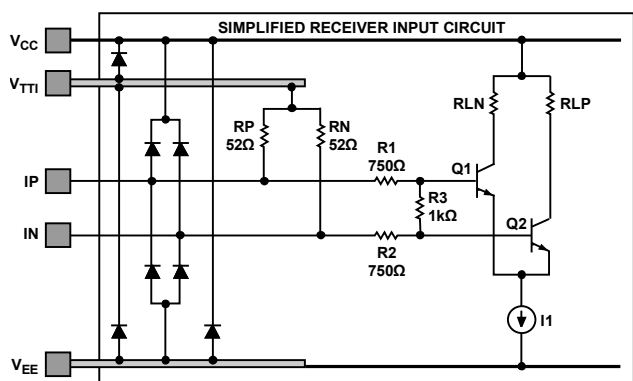 SIMPLIFIED RECEIVER INPUT CIRCUIT
VCC
VTTI
RLN
RLP
RP
52Ω
RN
52Ω
R1
750Ω
Q1
IP
R3
1kΩ
Q2
IN
R2
750Ω
I1
VEE